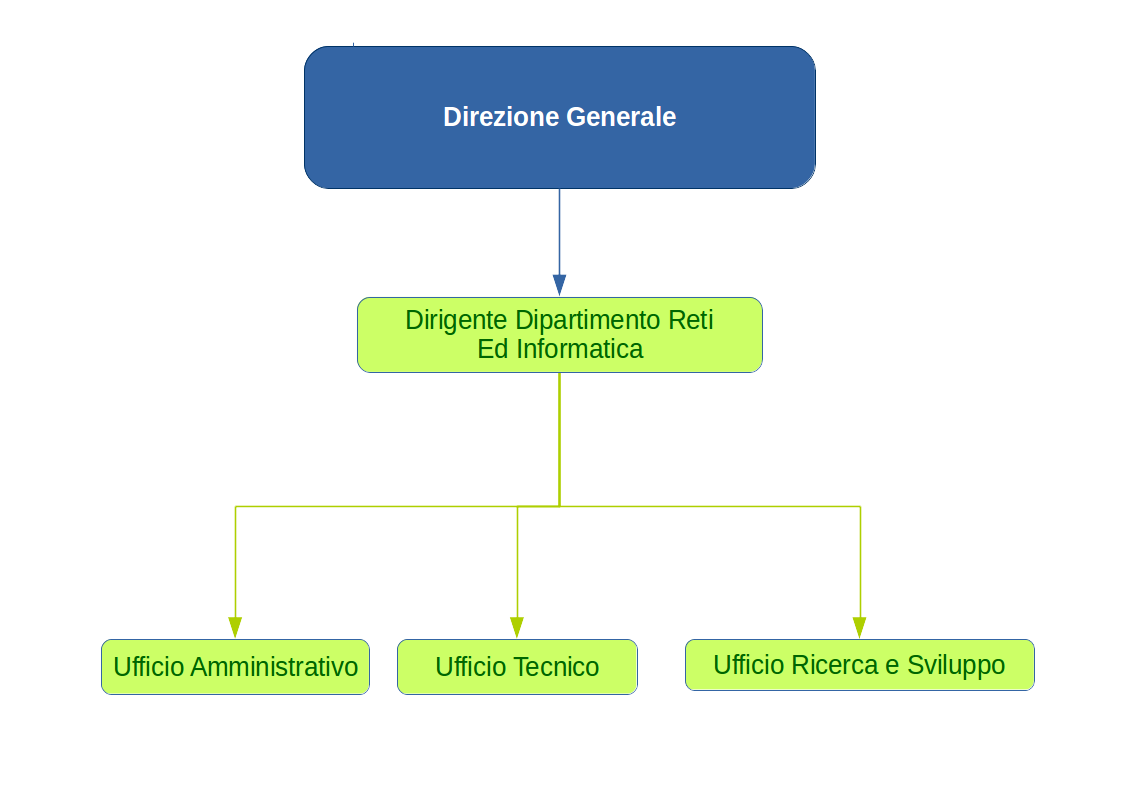 Direzione Generale
Dirigente Dipartimento Reti
Ed Informatica
Ufficio Amministrativo
Ufficio Tecnico
Ufficio Ricerca e Sviluppo